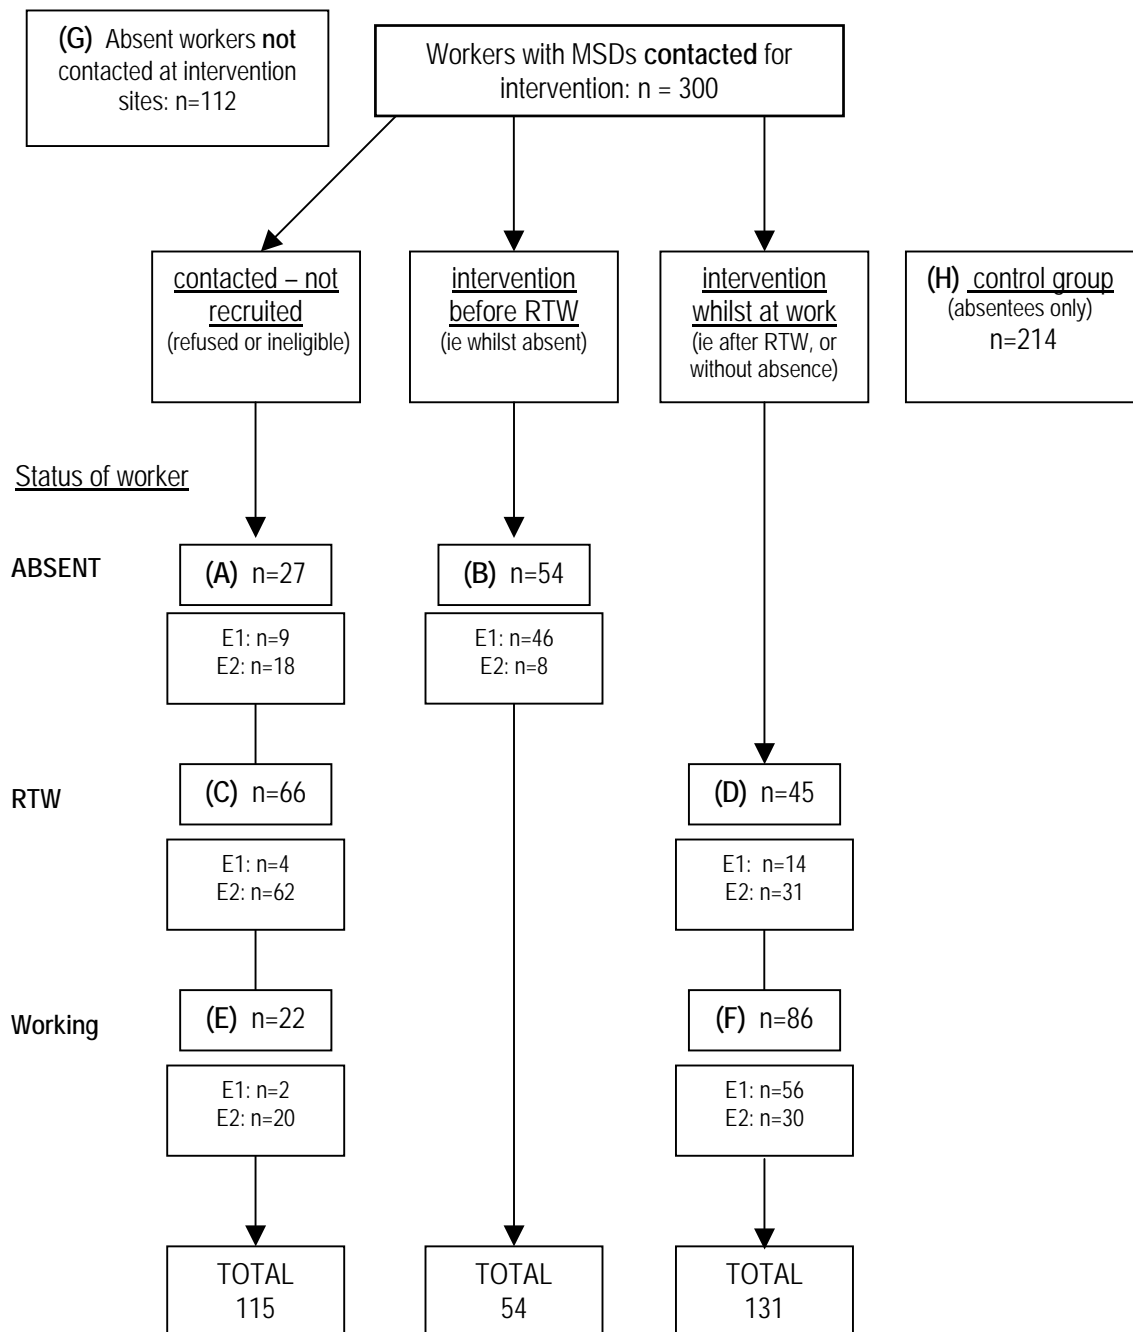 (G) Absent workers not
contacted at intervention
sites: n=112
Workers with MSDs contacted for
intervention: n = 300
contacted – not
recruited
(refused or ineligible)
intervention
before RTW
(ie whilst absent)
intervention
whilst at work
(ie after RTW, or
without absence)
(H) control group
(absentees only)
n=214
Status of worker
ABSENT
(A) n=27
(B) n=54
E1: n=9
E2: n=18
E1: n=46
E2: n=8
RTW
(C) n=66
(D) n=45
E1: n=4
E2: n=62
E1: n=14
E2: n=31
Working
(E) n=22
(F) n=86
E1: n=2
E2: n=20
E1: n=56
E2: n=30
TOTAL
115
TOTAL
54
TOTAL
131